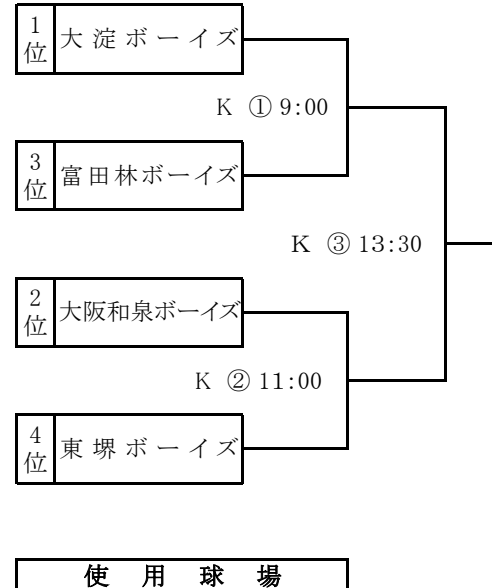 1位 大淀ボーイズ
K ① 9:00
3位 富田林ボーイズ
K ③ 13:30
2位 大阪和泉ボーイズ
K ② 11:00
4位 東堺ボーイズ
使用球場